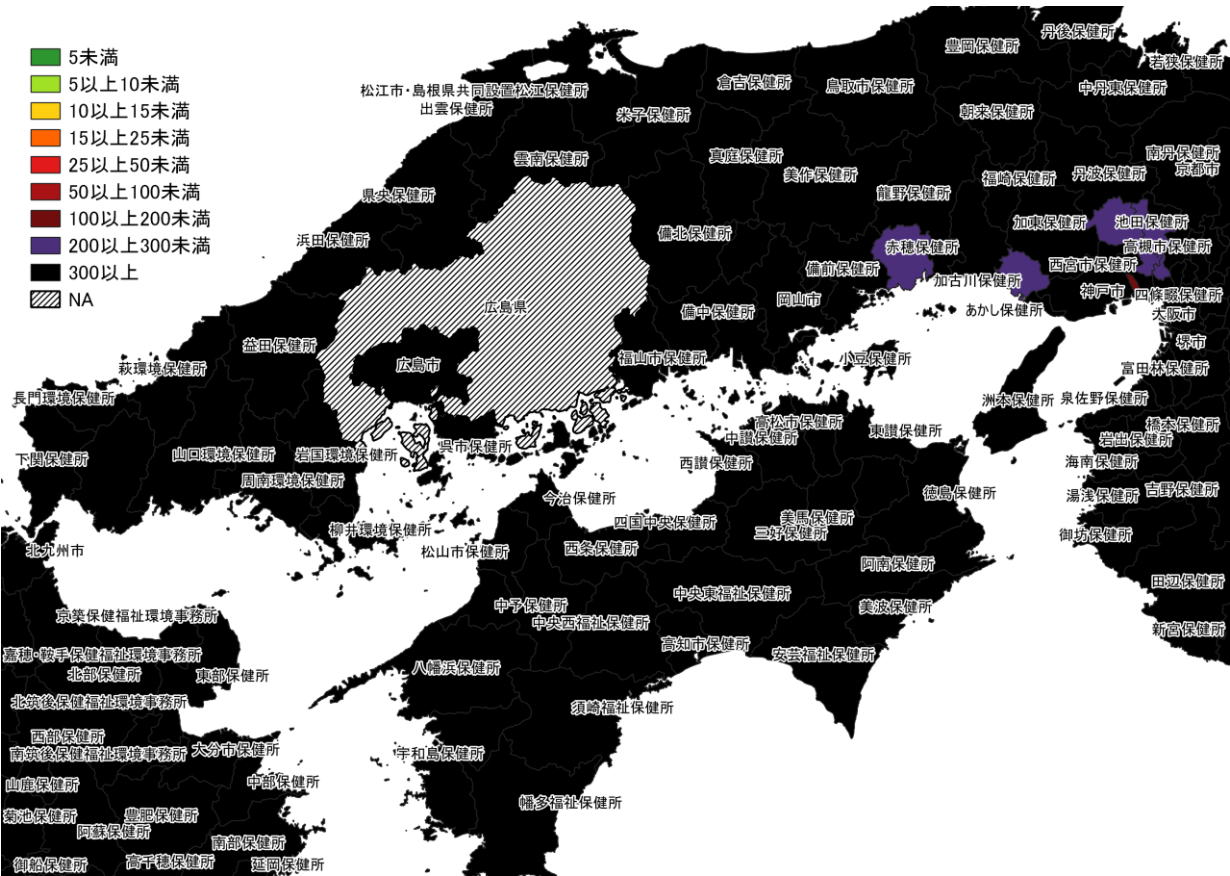 5未満
5以上10未満
10以上15未満
15以上25未満
25以上50未満
50以上100未満
100以上200未満
200以上300未満
300以上
NA
丹後保健所
豊岡保健所
若狭保健所
松江市・島根県共同設置松江保健所
倉吉保健所
鳥取市保健所
中丹東保健所
出雲保健所
米子保健所
朝来保健所
雲南保健所
真庭保健所
美作保健所
南丹保健所
京都市
福崎保健所
丹波保健所
県央保健所
龍野保健所
加東保健所
池田保健所
浜田保健所
備北保健所
赤穂保健所
高槻市保健所
備前保健所
西宮市保健所
加古川保健所
神戸市
四條畷保健所
岡山市
広島県
備中保健所
あかし保健所
大阪市
益田保健所
堺市
広島市
福山市保健所
小豆保健所
萩環境保健所
富田林保健所
長門環境保健所
洲本保健所
泉佐野保健所
高松市保健所
橋本保健所
中讃保健所
東讃保健所
岩出保健所
呉市保健所
下関保健所
山口環境保健所
岩国環境保健所
西讃保健所
海南保健所
周南環境保健所
徳島保健所
湯浅保健所
吉野保健所
今治保健所
美馬保健所
四国中央保健所
柳井環境保健所
三好保健所
御坊保健所
北九州市
松山市保健所
西条保健所
阿南保健所
田辺保健所
中央東福祉保健所
中予保健所
美波保健所
京築保健福祉環境事務所
中央西福祉保健所
新宮保健所
高知市保健所
嘉穂・鞍手保健福祉環境事務所
安芸福祉保健所
北部保健所
東部保健所
八幡浜保健所
北筑後保健福祉環境事務所
須崎福祉保健所
西部保健所
南筑後保健福祉環境事務所
大分市保健所
宇和島保健所
山鹿保健所
中部保健所
幡多福祉保健所
菊池保健所
豊肥保健所
阿蘇保健所
南部保健所
御船保健所
高千穂保健所
延岡保健所